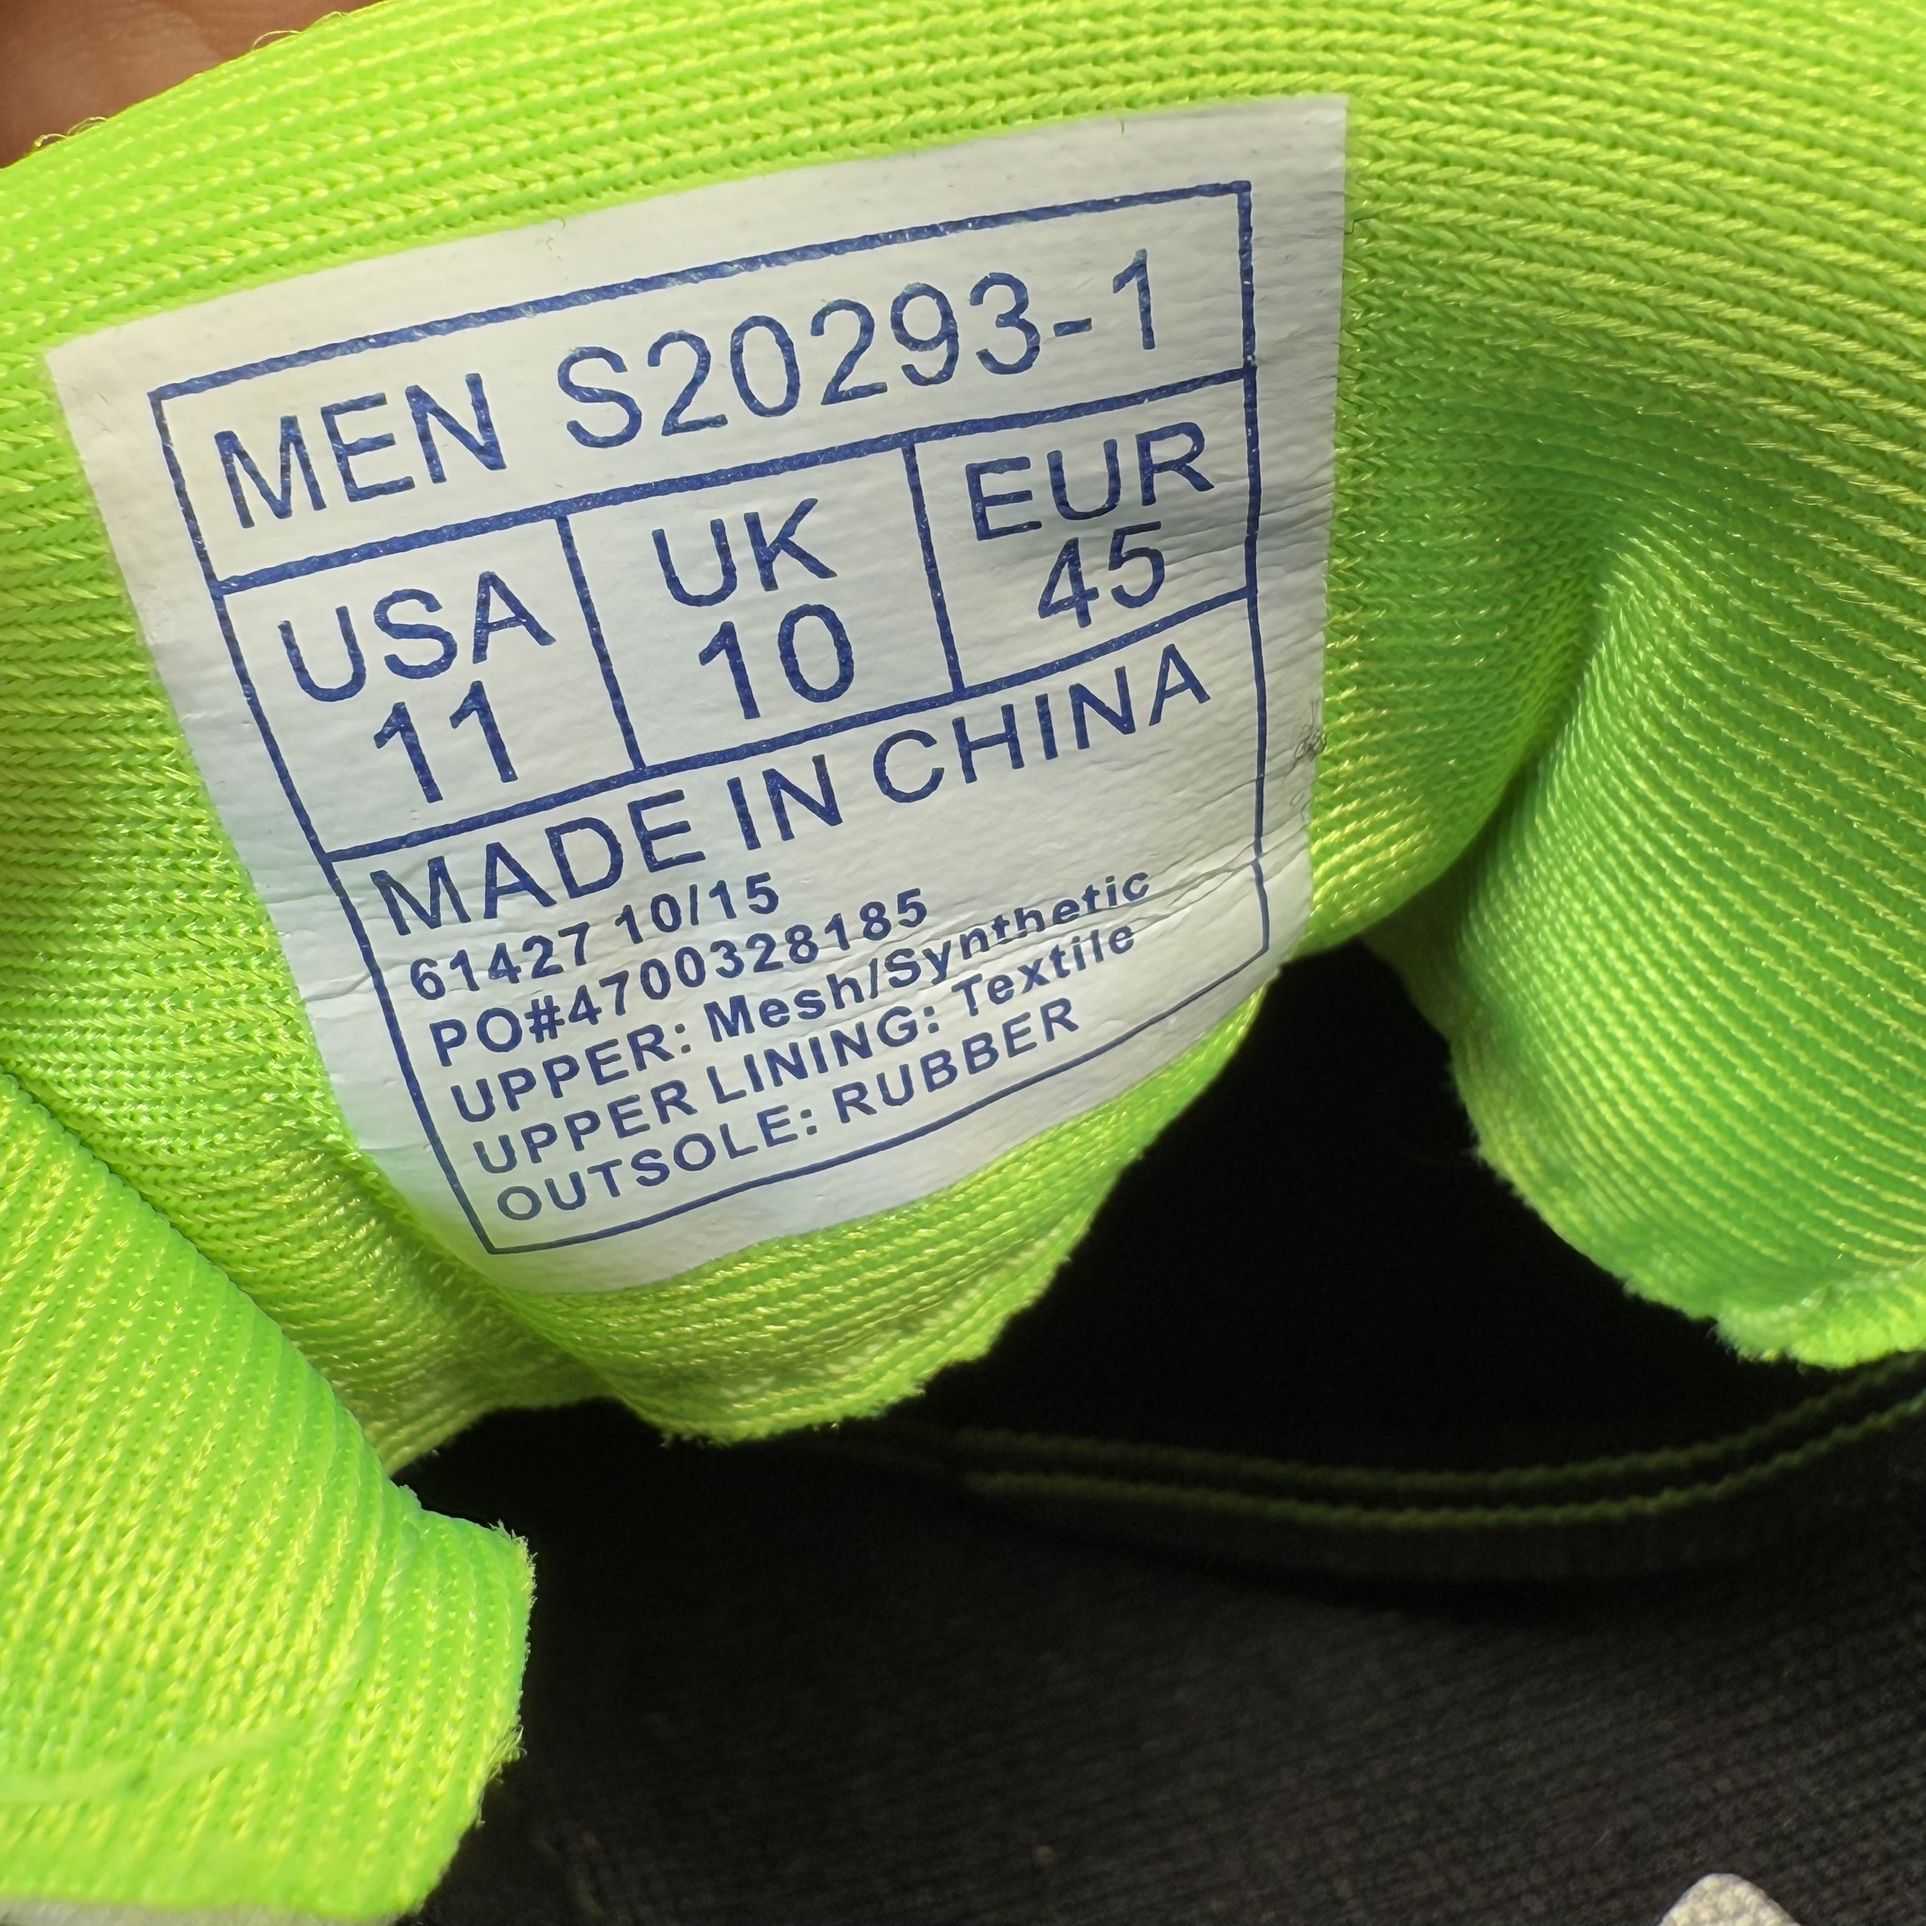 MEN S20293-1
USA UK EUR
11 10 45
MADE IN CHINA
61427 10/15
PO#4700328185
UPPER: Mesh/Synthetic
UPPER LINING: Textile
OUTSOLE: RUBBER